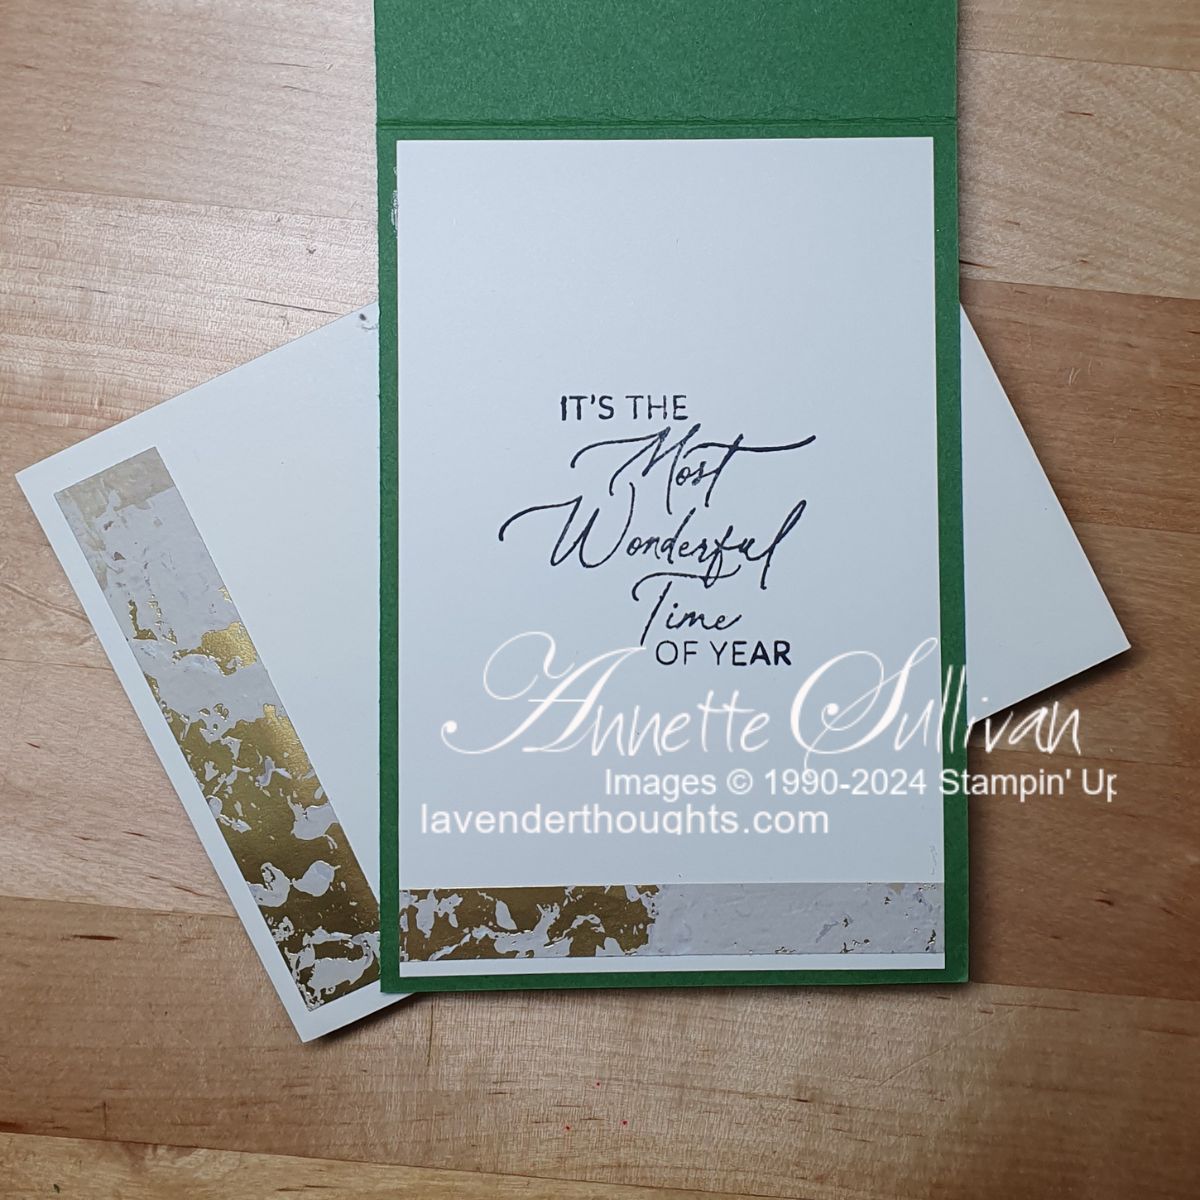 IT'S THE
Most
Wonderful
Time
OF YEAR
Annette Sullivan
Images © 1990-2024 Stampin' Up
lavenderthoughts.com